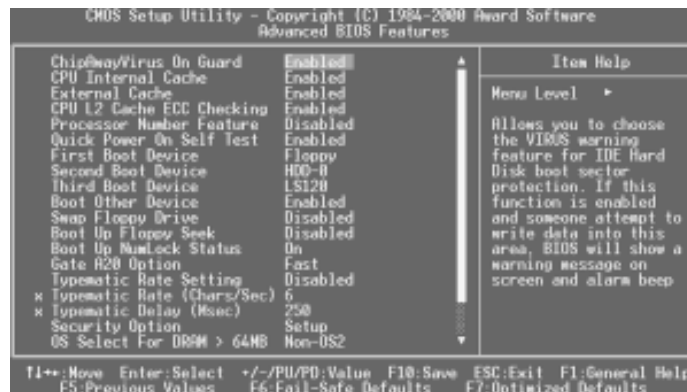 CMOS Setup Utility - Copyright (C) 1984-2000 Award Software
Advanced BIOS Features
ChipAwayVirus On Guard Enabled
CPU Internal Cache Enabled
External Cache Enabled
CPU L2 Cache ECC Checking Enabled
Processor Number Feature Disabled
Quick Power On Self Test Enabled
First Boot Device Floppy
Second Boot Device HDD-0
Third Boot Device LS120
Boot Other Device Enabled
Swap Floppy Drive Disabled
Boot Up Floppy Seek Disabled
Boot Up NumLock Status On
Gate A20 Option Fast
Typematic Rate Setting Disabled
x Typematic Rate (Chars/Sec) 6
x Typematic Delay (Msec) 250
Security Option Setup
OS Select For DRAM > 64MB Non-OS2
Item Help
Menu Level ►
Allows you to choose
the VIRUS warning
feature for IDE Hard
Disk boot sector
protection. If this
function is enabled
and someone attempt to
write data into this
area, BIOS will show a
warning message on
screen and alarm beep
↑↓→←:Move Enter:Select +/-/PU/PD:Value F10:Save ESC:Exit F1:General Help
F5:Previous Values F6:Fail-Safe Defaults F7:Optimized Defaults